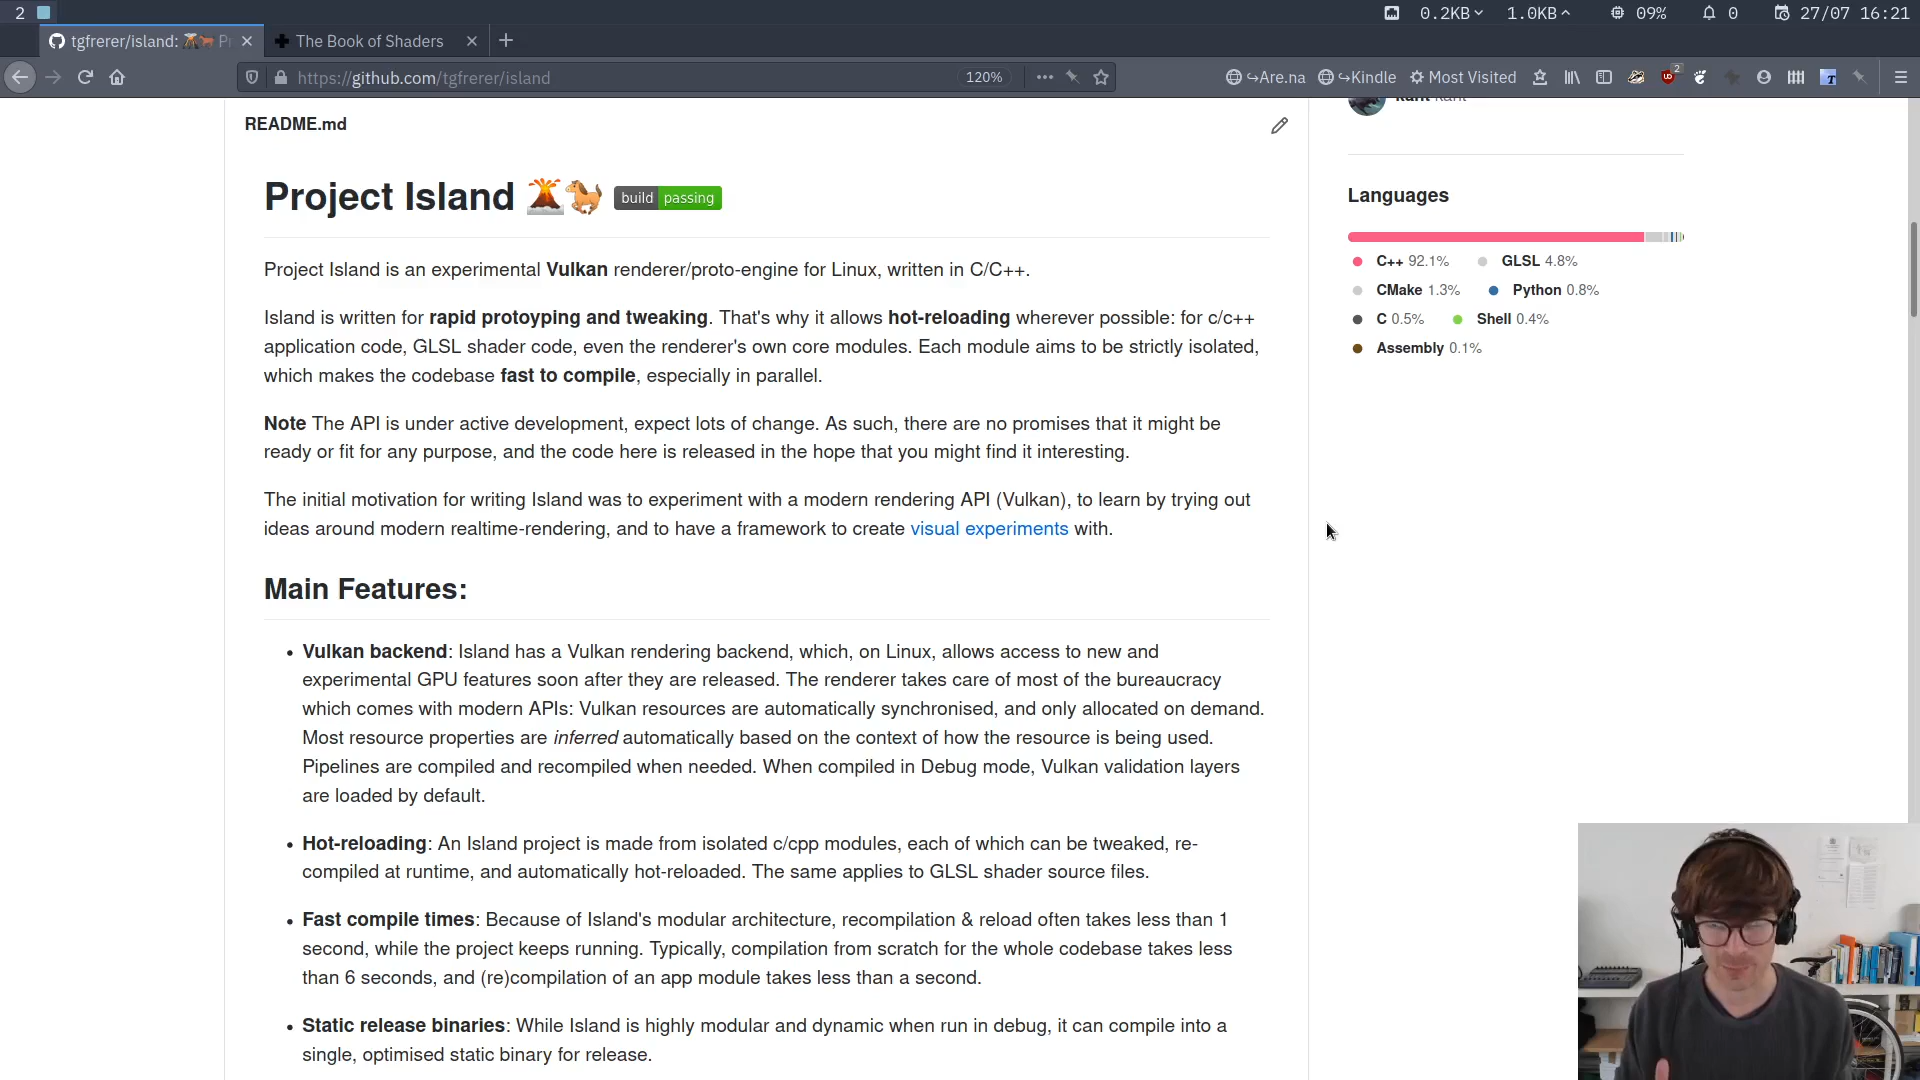 2
0.2KB 1.0KB 09% 0 27/07 16:21
tgfrerer/island: P The Book of Shaders
https://github.com/tgfrerer/island 120% ••• ↪Are.na ↪Kindle Most Visited 2
README.md
Project Island build passing
Project Island is an experimental Vulkan renderer/proto-engine for Linux, written in C/C++.
Island is written for rapid protoyping and tweaking. That's why it allows hot-reloading wherever possible: for c/c++
application code, GLSL shader code, even the renderer's own core modules. Each module aims to be strictly isolated,
which makes the codebase fast to compile, especially in parallel.
Note The API is under active development, expect lots of change. As such, there are no promises that it might be
ready or fit for any purpose, and the code here is released in the hope that you might find it interesting.
The initial motivation for writing Island was to experiment with a modern rendering API (Vulkan), to learn by trying out
ideas around modern realtime-rendering, and to have a framework to create visual experiments with.
Main Features:
• Vulkan backend: Island has a Vulkan rendering backend, which, on Linux, allows access to new and
experimental GPU features soon after they are released. The renderer takes care of most of the bureaucracy
which comes with modern APIs: Vulkan resources are automatically synchronised, and only allocated on demand.
Most resource properties are inferred automatically based on the context of how the resource is being used.
Pipelines are compiled and recompiled when needed. When compiled in Debug mode, Vulkan validation layers
are loaded by default.
• Hot-reloading: An Island project is made from isolated c/cpp modules, each of which can be tweaked, re-
compiled at runtime, and automatically hot-reloaded. The same applies to GLSL shader source files.
• Fast compile times: Because of Island's modular architecture, recompilation & reload often takes less than 1
second, while the project keeps running. Typically, compilation from scratch for the whole codebase takes less
than 6 seconds, and (re)compilation of an app module takes less than a second.
• Static release binaries: While Island is highly modular and dynamic when run in debug, it can compile into a
single, optimised static binary for release.
Languages
C++ 92.1% GLSL 4.8%
CMake 1.3% Python 0.8%
C 0.5% Shell 0.4%
Assembly 0.1%